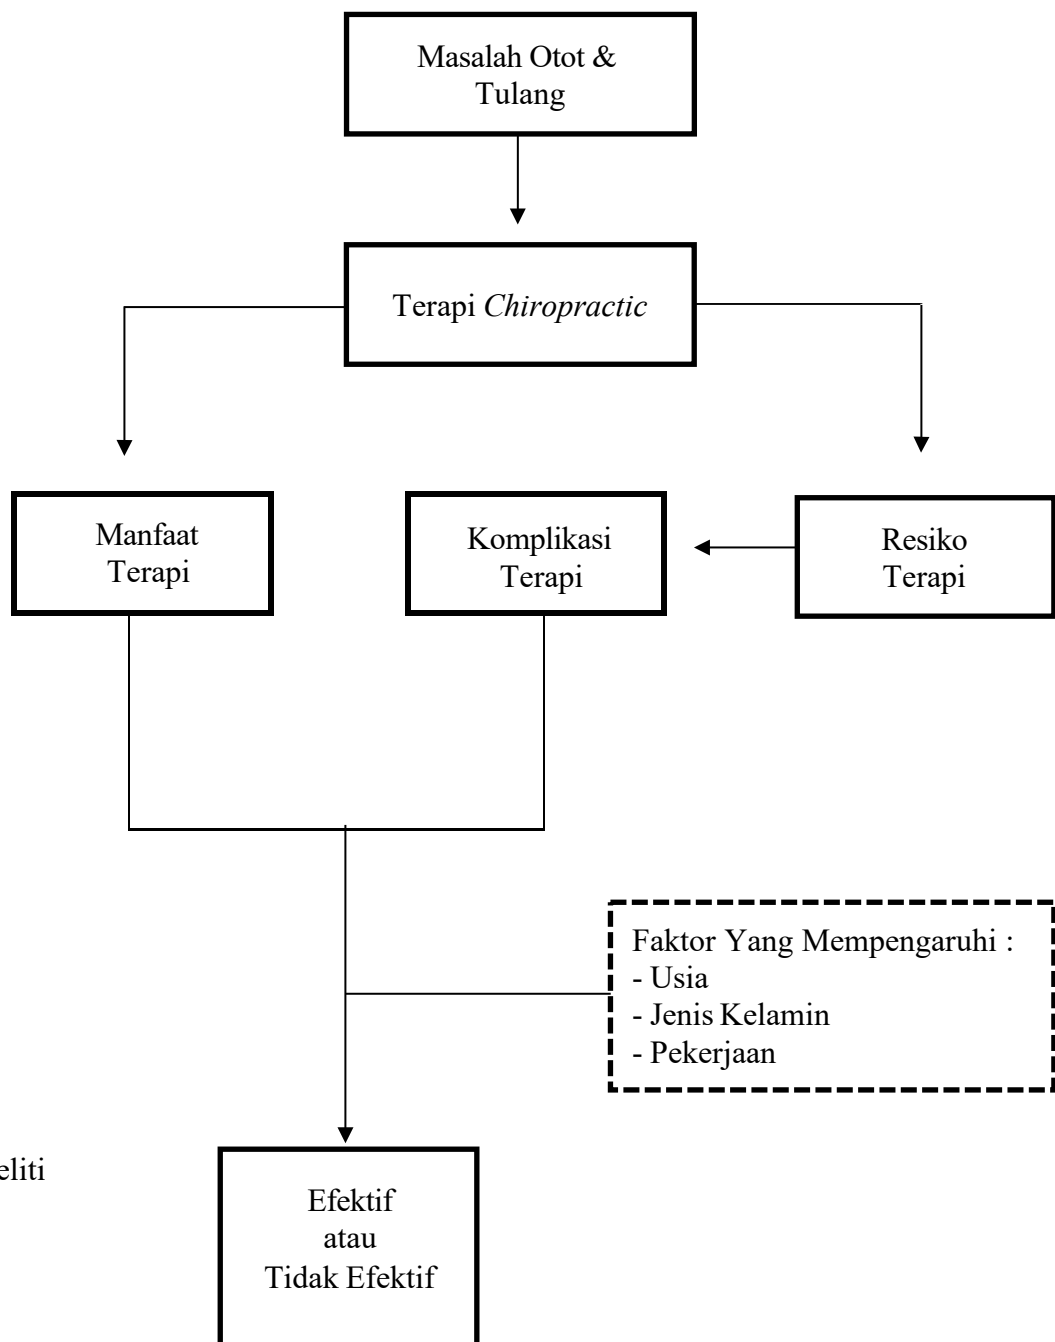 Masalah Otot &
Tulang
Terapi Chiropractic
Manfaat
Terapi
Komplikasi
Terapi
Resiko
Terapi
Faktor Yang Mempengaruhi :
- Usia
- Jenis Kelamin
- Pekerjaan
eliti
Efektif
atau
Tidak Efektif